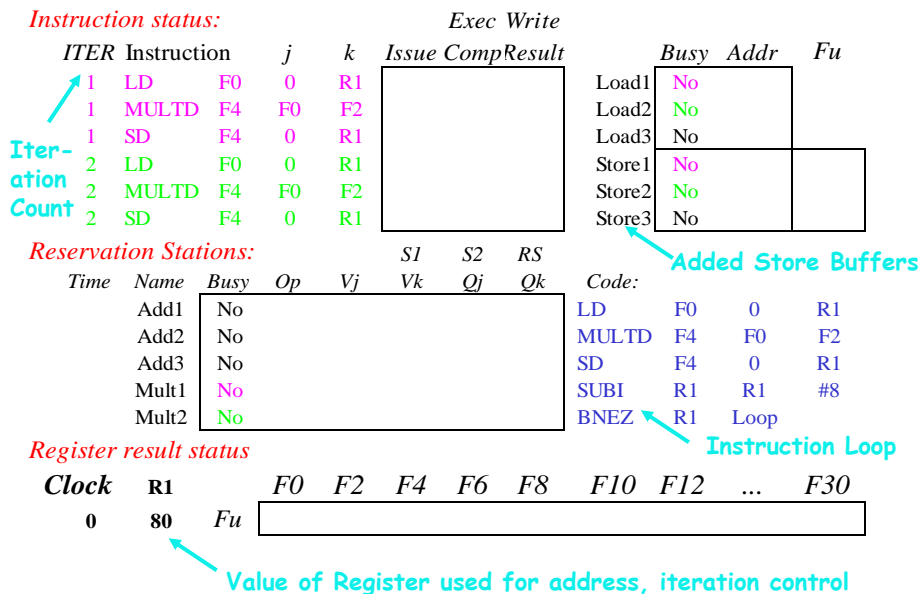 Instruction status: Exec Write
ITER Instruction j k Issue Comp Result Busy Addr Fu
1 LD F0 0 R1 Load1 No
1 MULTD F4 F0 F2 Load2 No
1 SD F4 0 R1 Load3 No
2 LD F0 0 R1 Store1 No
2 MULTD F4 F0 F2 Store2 No
2 SD F4 0 R1 Store3 No
Iter-
ation
Count
Added Store Buffers
Reservation Stations: S1 S2 RS
Time Name Busy Op Vj Vk Qj Qk Code:
Add1 No LD F0 0 R1
Add2 No MULTD F4 F0 F2
Add3 No SD F4 0 R1
Mult1 No SUBI R1 R1 #8
Mult2 No BNEZ R1 Loop
Instruction Loop
Register result status
Clock R1 F0 F2 F4 F6 F8 F10 F12 ... F30
0 80 Fu
Value of Register used for address, iteration control